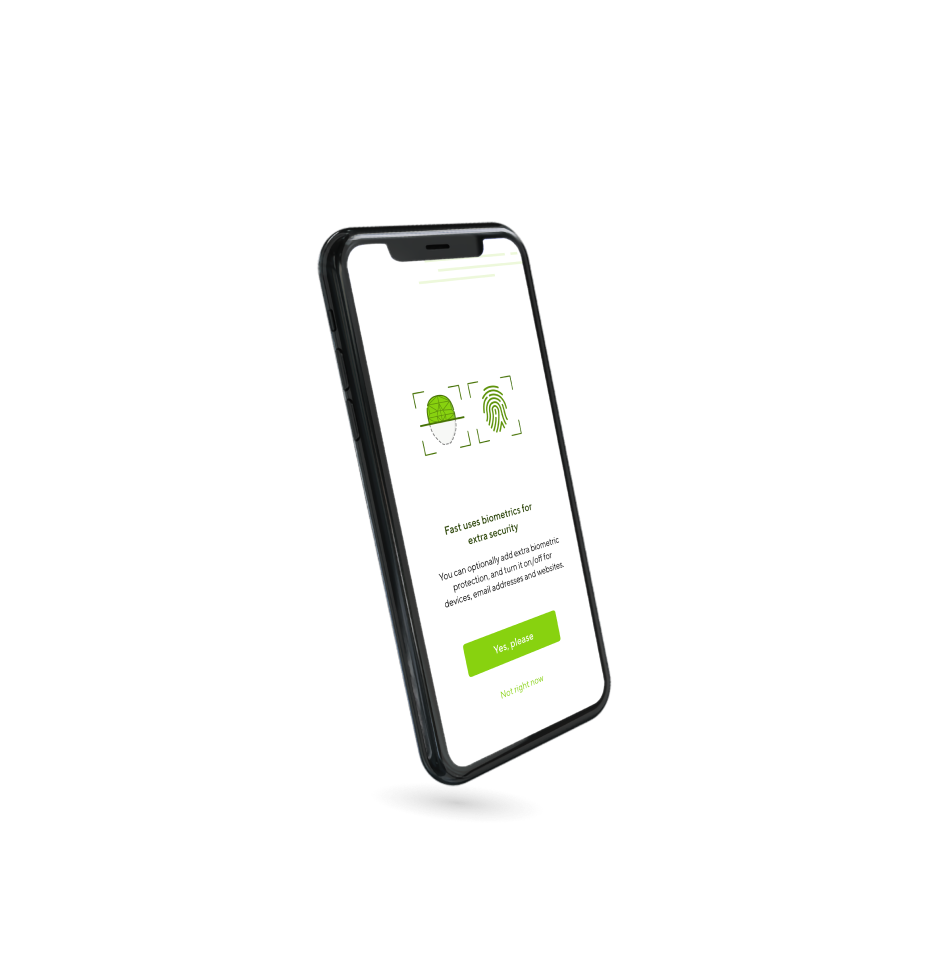 Fast uses biometrics for
extra security
You can optionally add extra biometric
protection, and turn it on/off for
devices, email addresses and websites.
Yes, please
Not right now